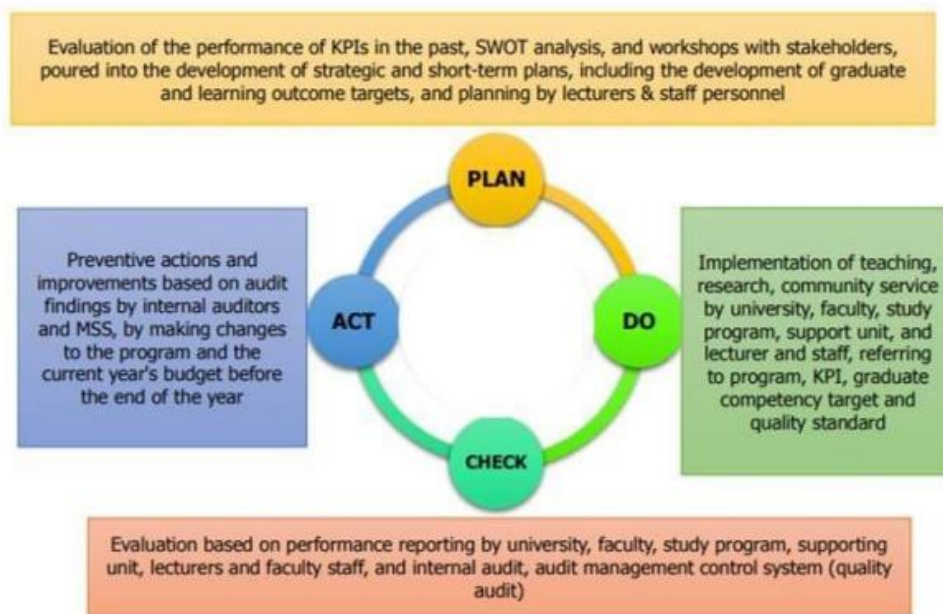 Evaluation of the performance of KPIs in the past, SWOT analysis, and workshops with stakeholders,
poured into the development of strategic and short-term plans, including the development of graduate
and learning outcome targets, and planning by lecturers & staff personnel
PLAN
Preventive actions and
improvements based on audit
findings by internal auditors
and MSS, by making changes
to the program and the
current year's budget before
the end of the year
ACT
DO
Implementation of teaching,
research, community service
by university, faculty, study
program, support unit, and
lecturer and staff, referring
to program, KPI, graduate
competency target and
quality standard
CHECK
Evaluation based on performance reporting by university, faculty, study program, supporting
unit, lecturers and faculty staff, and internal audit, audit management control system (quality
audit)